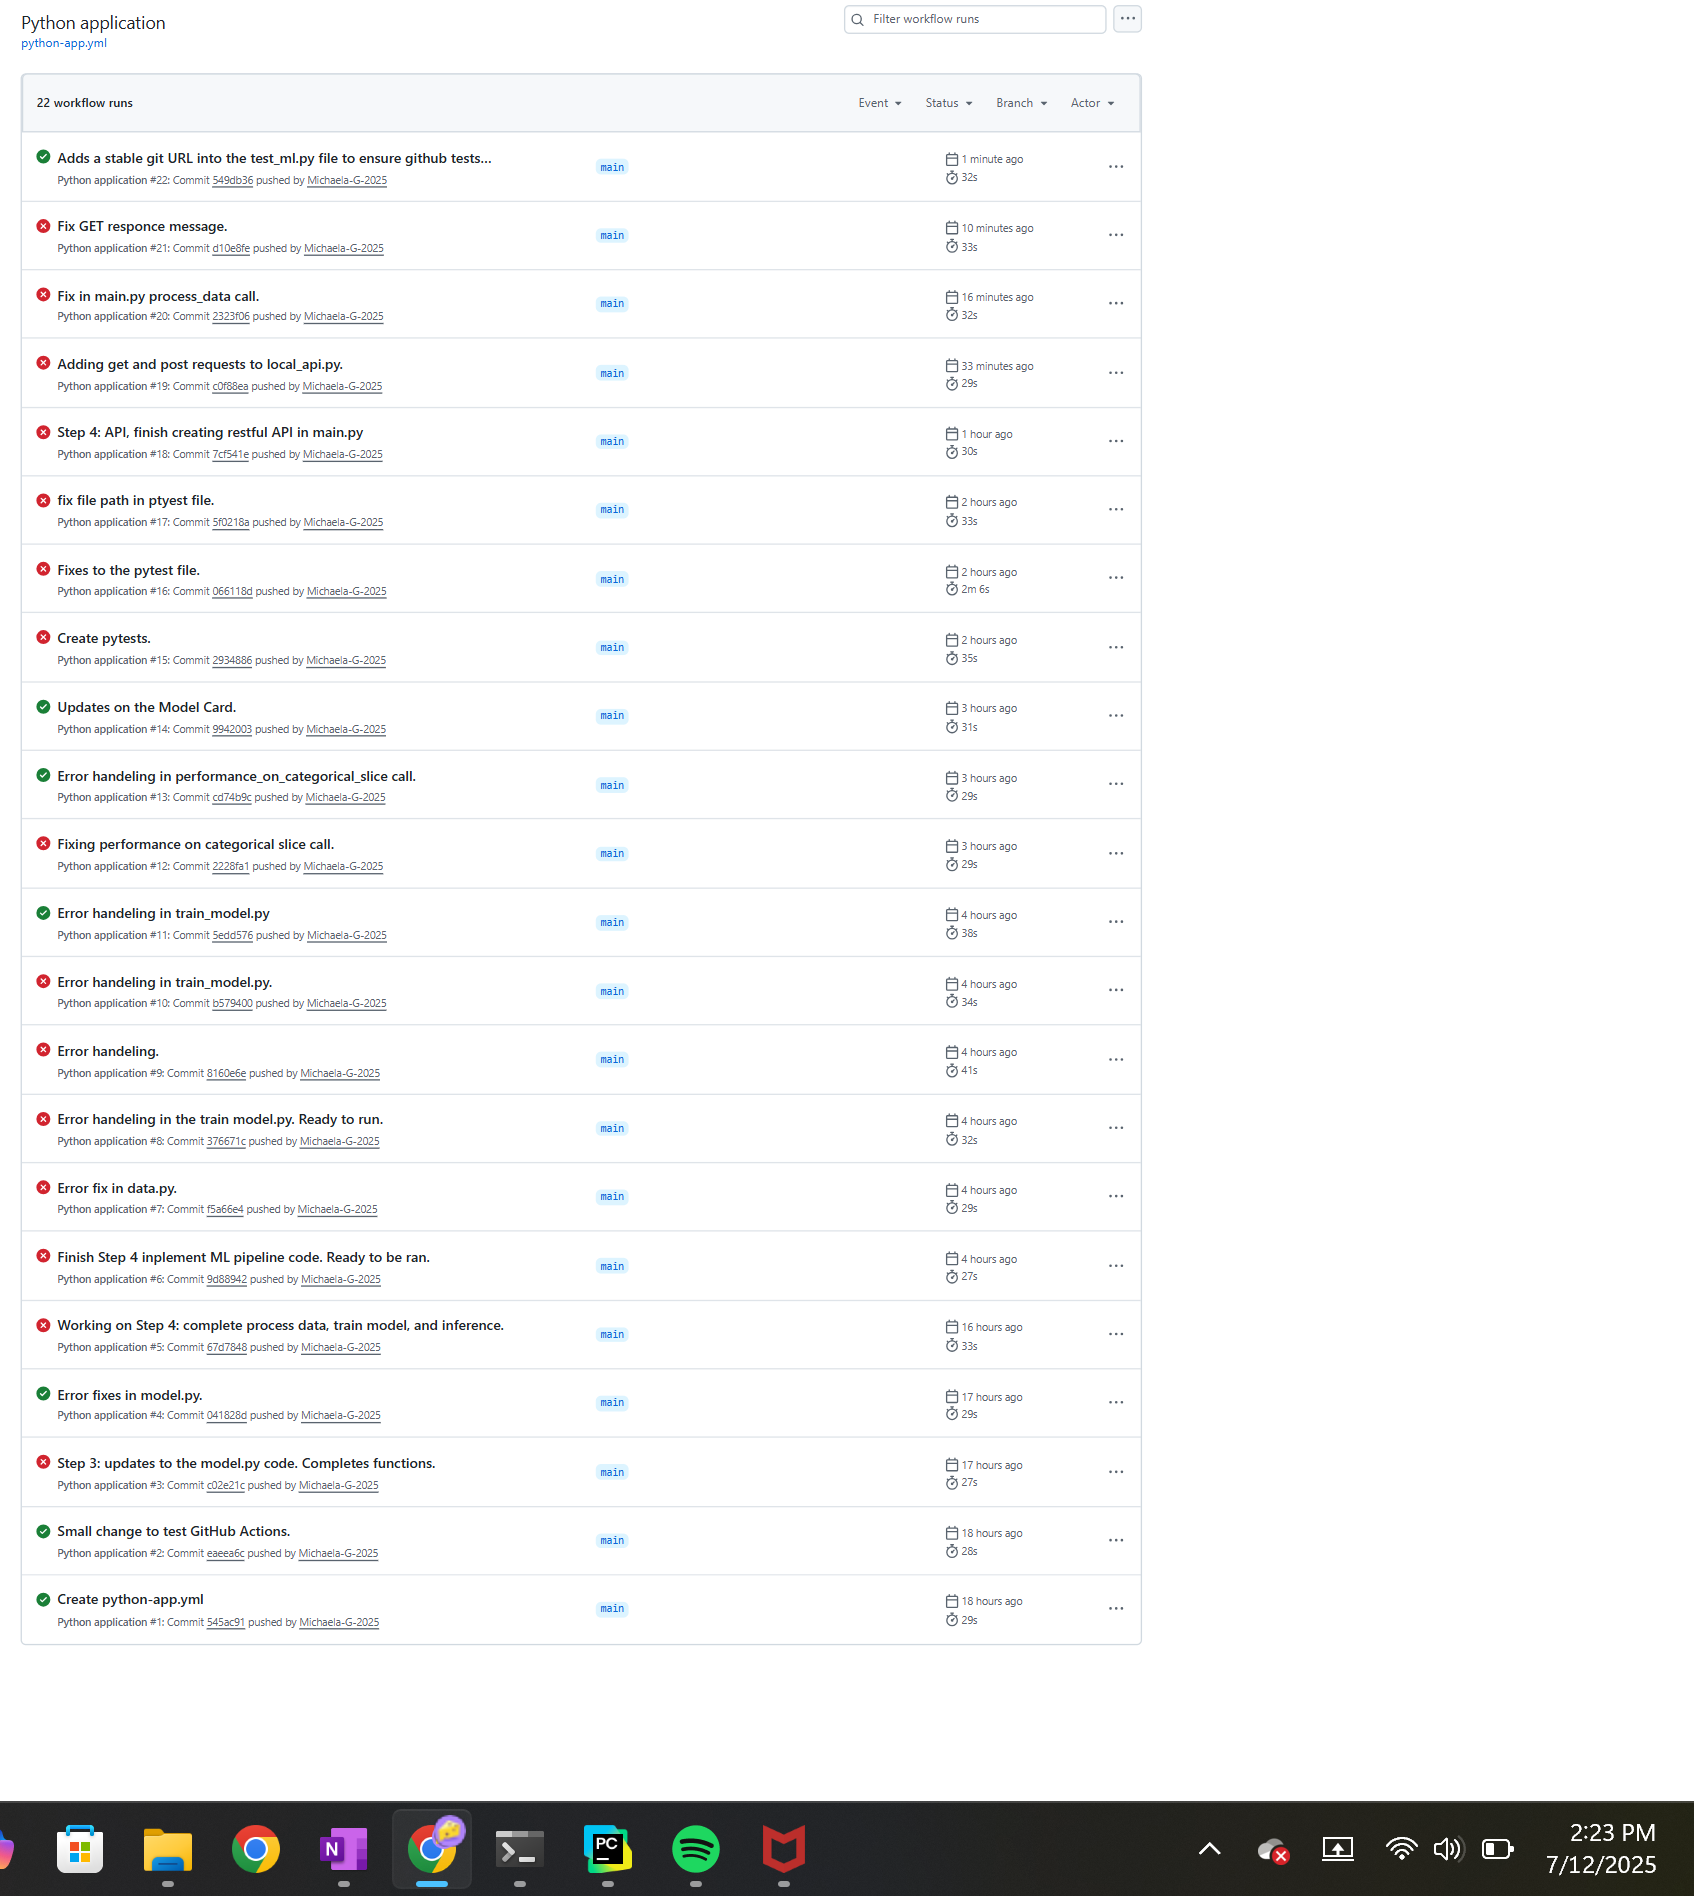 Python application
Filter workflow runs
python-app.yml
22 workflow runs
Event
Status
Branch
Actor
Adds a stable git URL into the test_ml.py file to ensure github tests...
Python application #22: Commit 549db36 pushed by Michaela-G-2025
main
1 minute ago
32s
Fix GET responce message.
Python application #21: Commit d10e8fe pushed by Michaela-G-2025
main
10 minutes ago
33s
Fix in main.py process_data call.
Python application #20: Commit 2323f06 pushed by Michaela-G-2025
main
16 minutes ago
32s
Adding get and post requests to local_api.py.
Python application #19: Commit c0f88ea pushed by Michaela-G-2025
main
33 minutes ago
29s
Step 4: API, finish creating restful API in main.py
Python application #18: Commit 7cf541e pushed by Michaela-G-2025
main
1 hour ago
30s
fix file path in ptyest file.
Python application #17: Commit 5f0218a pushed by Michaela-G-2025
main
2 hours ago
33s
Fixes to the pytest file.
Python application #16: Commit 066118d pushed by Michaela-G-2025
main
2 hours ago
2m 6s
Create pytests.
Python application #15: Commit 2934886 pushed by Michaela-G-2025
main
2 hours ago
35s
Updates on the Model Card.
Python application #14: Commit 9942003 pushed by Michaela-G-2025
main
3 hours ago
31s
Error handeling in performance_on_categorical_slice call.
Python application #13: Commit cd74b9c pushed by Michaela-G-2025
main
3 hours ago
29s
Fixing performance on categorical slice call.
Python application #12: Commit 2228fa1 pushed by Michaela-G-2025
main
3 hours ago
29s
Error handeling in train_model.py
Python application #11: Commit 5edd576 pushed by Michaela-G-2025
main
4 hours ago
38s
Error handeling in train_model.py.
Python application #10: Commit b579400 pushed by Michaela-G-2025
main
4 hours ago
34s
Error handeling.
Python application #9: Commit 8160e6e pushed by Michaela-G-2025
main
4 hours ago
41s
Error handeling in the train model.py. Ready to run.
Python application #8: Commit 376671c pushed by Michaela-G-2025
main
4 hours ago
32s
Error fix in data.py.
Python application #7: Commit f5a66e4 pushed by Michaela-G-2025
main
4 hours ago
29s
Finish Step 4 inplement ML pipeline code. Ready to be ran.
Python application #6: Commit 9d88942 pushed by Michaela-G-2025
main
4 hours ago
27s
Working on Step 4: complete process data, train model, and inference.
Python application #5: Commit 67d7848 pushed by Michaela-G-2025
main
16 hours ago
33s
Error fixes in model.py.
Python application #4: Commit 041828d pushed by Michaela-G-2025
main
17 hours ago
29s
Step 3: updates to the model.py code. Completes functions.
Python application #3: Commit c02e21c pushed by Michaela-G-2025
main
17 hours ago
27s
Small change to test GitHub Actions.
Python application #2: Commit eaeea6c pushed by Michaela-G-2025
main
18 hours ago
28s
Create python-app.yml
Python application #1: Commit 545ac91 pushed by Michaela-G-2025
main
18 hours ago
29s
N
PC
2:23 PM
7/12/2025